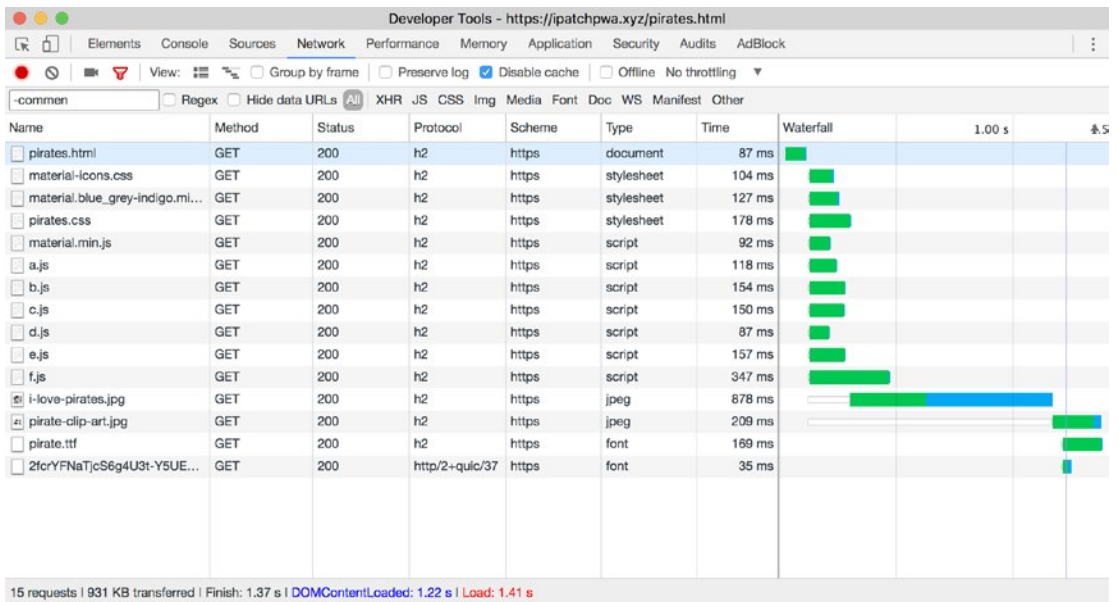 Developer Tools - https://ipatchpwa.xyz/pirates.html
Elements Console Sources Network Performance Memory Application Security Audits AdBlock
View: Group by frame Preserve log Disable cache Offline No throttling
-commen Regex Hide data URLs All XHR JS CSS Img Media Font Doc WS Manifest Other
Name Method Status Protocol Scheme Type Time Waterfall 1.00 s
pirates.html GET 200 h2 https document 87 ms
material-icons.css GET 200 h2 https stylesheet 104 ms
material.blue_grey-indigo.mi... GET 200 h2 https stylesheet 127 ms
pirates.css GET 200 h2 https stylesheet 178 ms
material.min.js GET 200 h2 https script 92 ms
a.js GET 200 h2 https script 118 ms
b.js GET 200 h2 https script 154 ms
c.js GET 200 h2 https script 150 ms
d.js GET 200 h2 https script 87 ms
e.js GET 200 h2 https script 157 ms
f.js GET 200 h2 https script 347 ms
i-love-pirates.jpg GET 200 h2 https jpeg 878 ms
pirate-clip-art.jpg GET 200 h2 https jpeg 209 ms
pirate.ttf GET 200 h2 https font 169 ms
2fcrYFNaTjcS6g4U3t-Y5UE... GET 200 http/2+quic/37 https font 35 ms
15 requests | 931 KB transferred | Finish: 1.37 s | DOMContentLoaded: 1.22 s | Load: 1.41 s